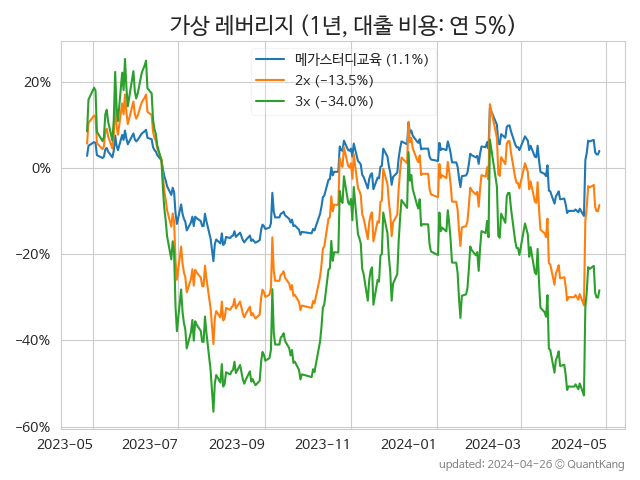 가상 레버리지 (1년, 대출 비용: 연 5%)
메가스터디교육 (1.1%)
2x (−13.5%)
3x (−34.0%)
20%
0%
−20%
−40%
−60%
2023-05 2023-07 2023-09 2023-11 2024-01 2024-03 2024-05
updated: 2024-04-26 © QuantKang